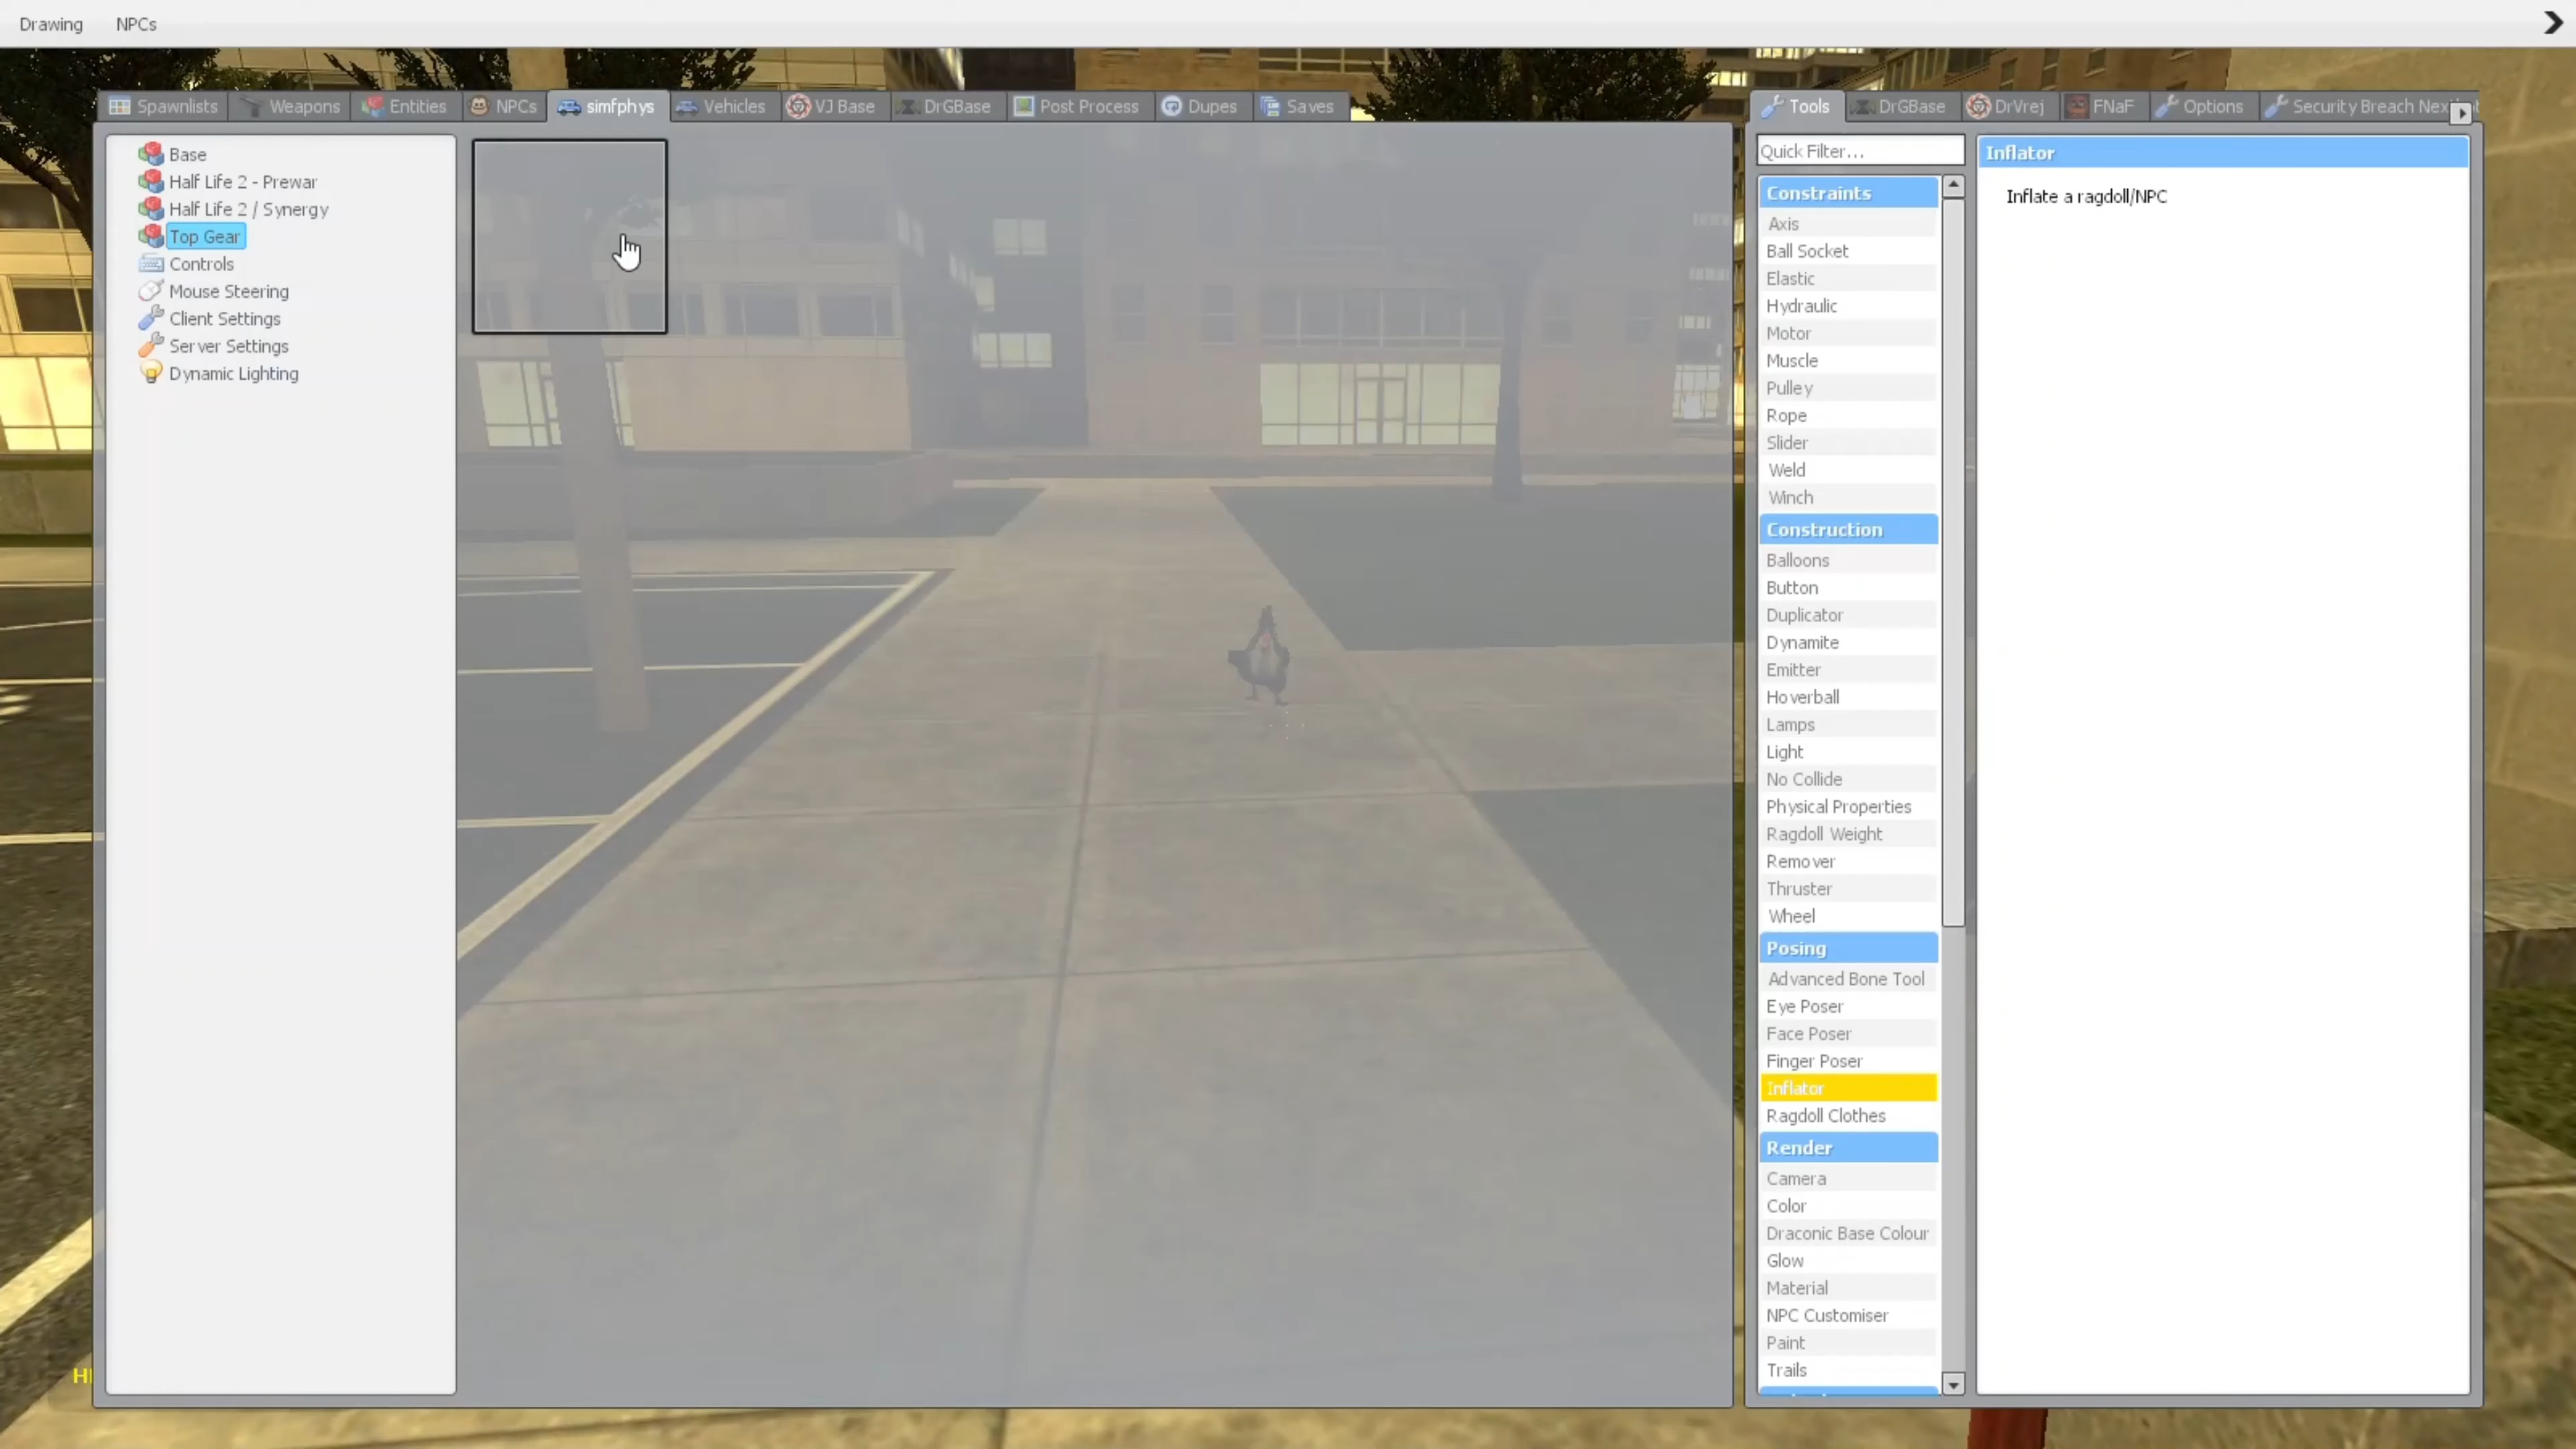 Drawing NPCs
Spawnlists Weapons Entities NPCs simfphys Vehicles VJ Base DrGBase Post Process Dupes Saves
Base
Half Life 2 - Prewar
Half Life 2 / Synergy
Top Gear
Controls
Mouse Steering
Client Settings
Server Settings
Dynamic Lighting
Tools DrGBase DrVrej FNaF Options Security Breach
Quick Filter...
Constraints
Axis
Ball Socket
Elastic
Hydraulic
Motor
Muscle
Pulley
Rope
Slider
Weld
Winch
Construction
Balloons
Button
Duplicator
Dynamite
Emitter
Hoverball
Lamps
Light
No Collide
Physical Properties
Ragdoll Weight
Remover
Thruster
Wheel
Posing
Advanced Bone Tool
Eye Poser
Face Poser
Finger Poser
Inflator
Ragdoll Clothes
Render
Camera
Color
Draconic Base Colour
Glow
Material
NPC Customiser
Paint
Trails
Inflator
Inflate a ragdoll/NPC